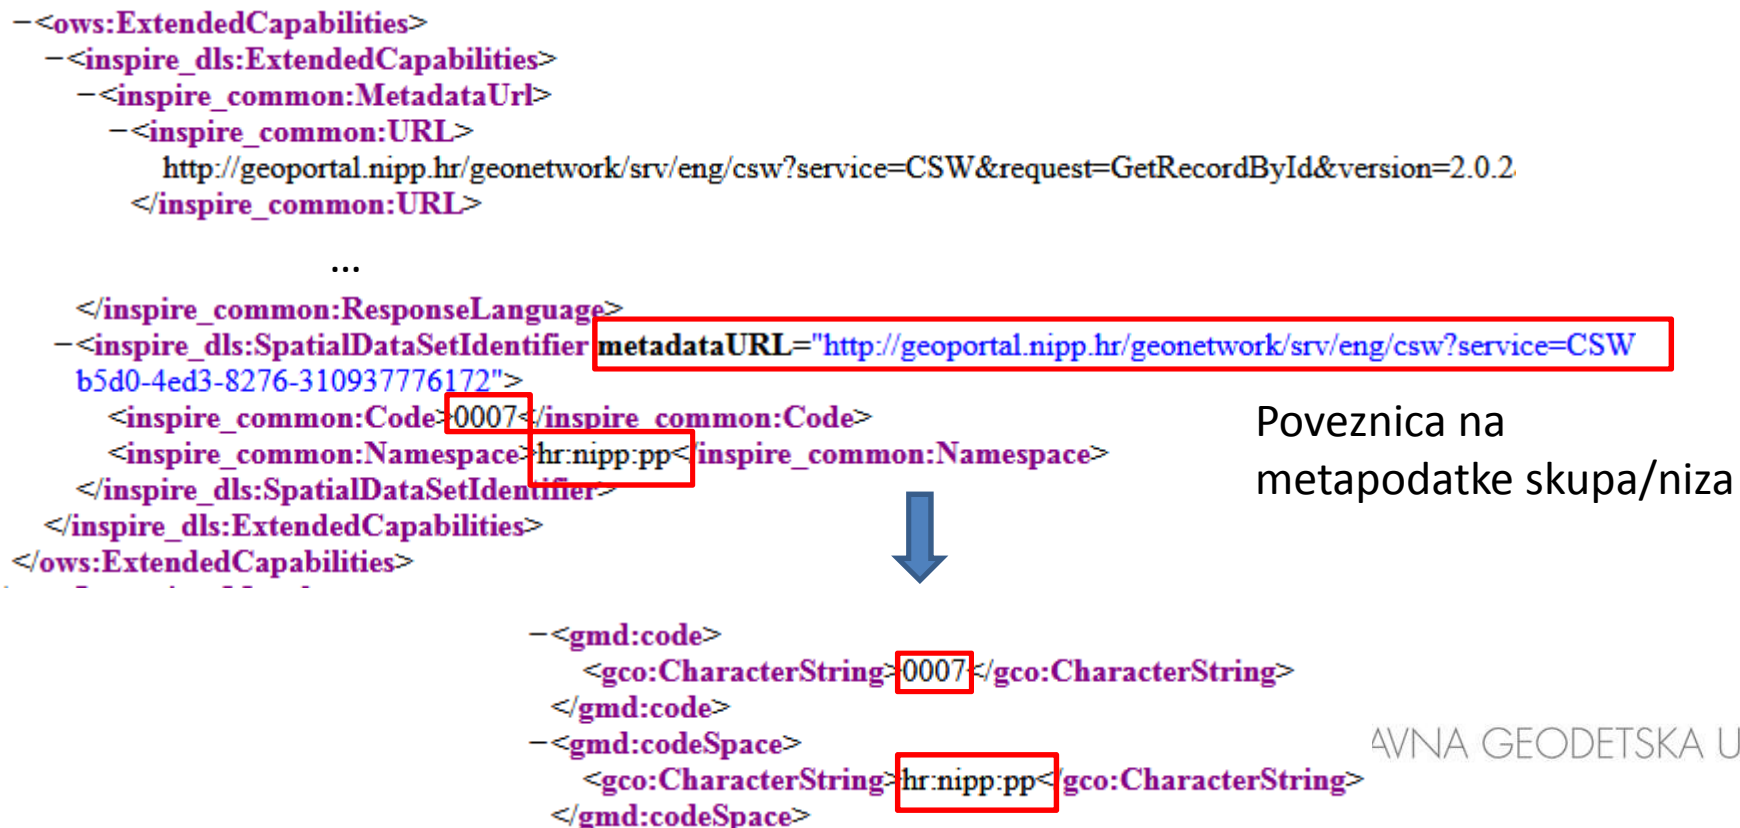 −<ows:ExtendedCapabilities>
−<inspire_dls:ExtendedCapabilities>
−<inspire_common:MetadataUrl>
−<inspire_common:URL>
http://geoportal.nipp.hr/geonetwork/srv/eng/csw?service=CSW&request=GetRecordById&version=2.0.2
</inspire_common:URL>
...
</inspire_common:ResponseLanguage>
−<inspire_dls:SpatialDataSetIdentifier metadataURL="http://geoportal.nipp.hr/geonetwork/srv/eng/csw?service=CSW
b5d0-4ed3-8276-310937776172">
<inspire_common:Code>0007</inspire_common:Code>
<inspire_common:Namespace>hr:nipp:pp</inspire_common:Namespace>
</inspire_dls:SpatialDataSetIdentifier>
</inspire_dls:ExtendedCapabilities>
</ows:ExtendedCapabilities>
Poveznica na
metapodatke skupa/niza
−<gmd:code>
<gco:CharacterString>0007</gco:CharacterString>
</gmd:code>
−<gmd:codeSpace>
<gco:CharacterString>hr:nipp:pp</gco:CharacterString>
</gmd:codeSpace>
AVNA GEODETSKA U